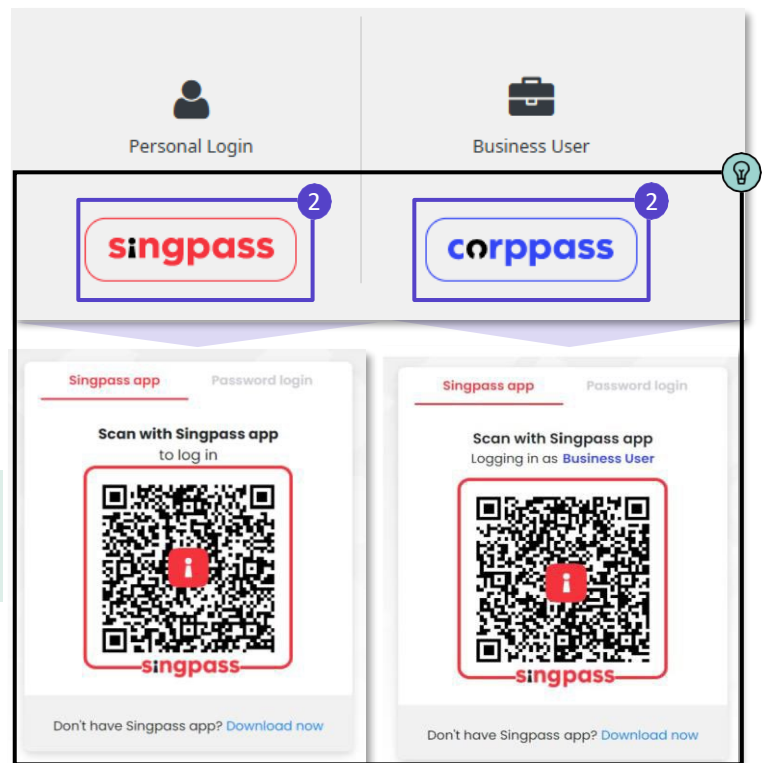 Personal Login
Business User
2
2
singpass
corppass
Singpass app Password login
Scan with Singpass app
to log in
singpass
Don't have Singpass app? Download now
Singpass app Password login
Scan with Singpass app
Logging in as Business User
singpass
Don't have Singpass app? Download now